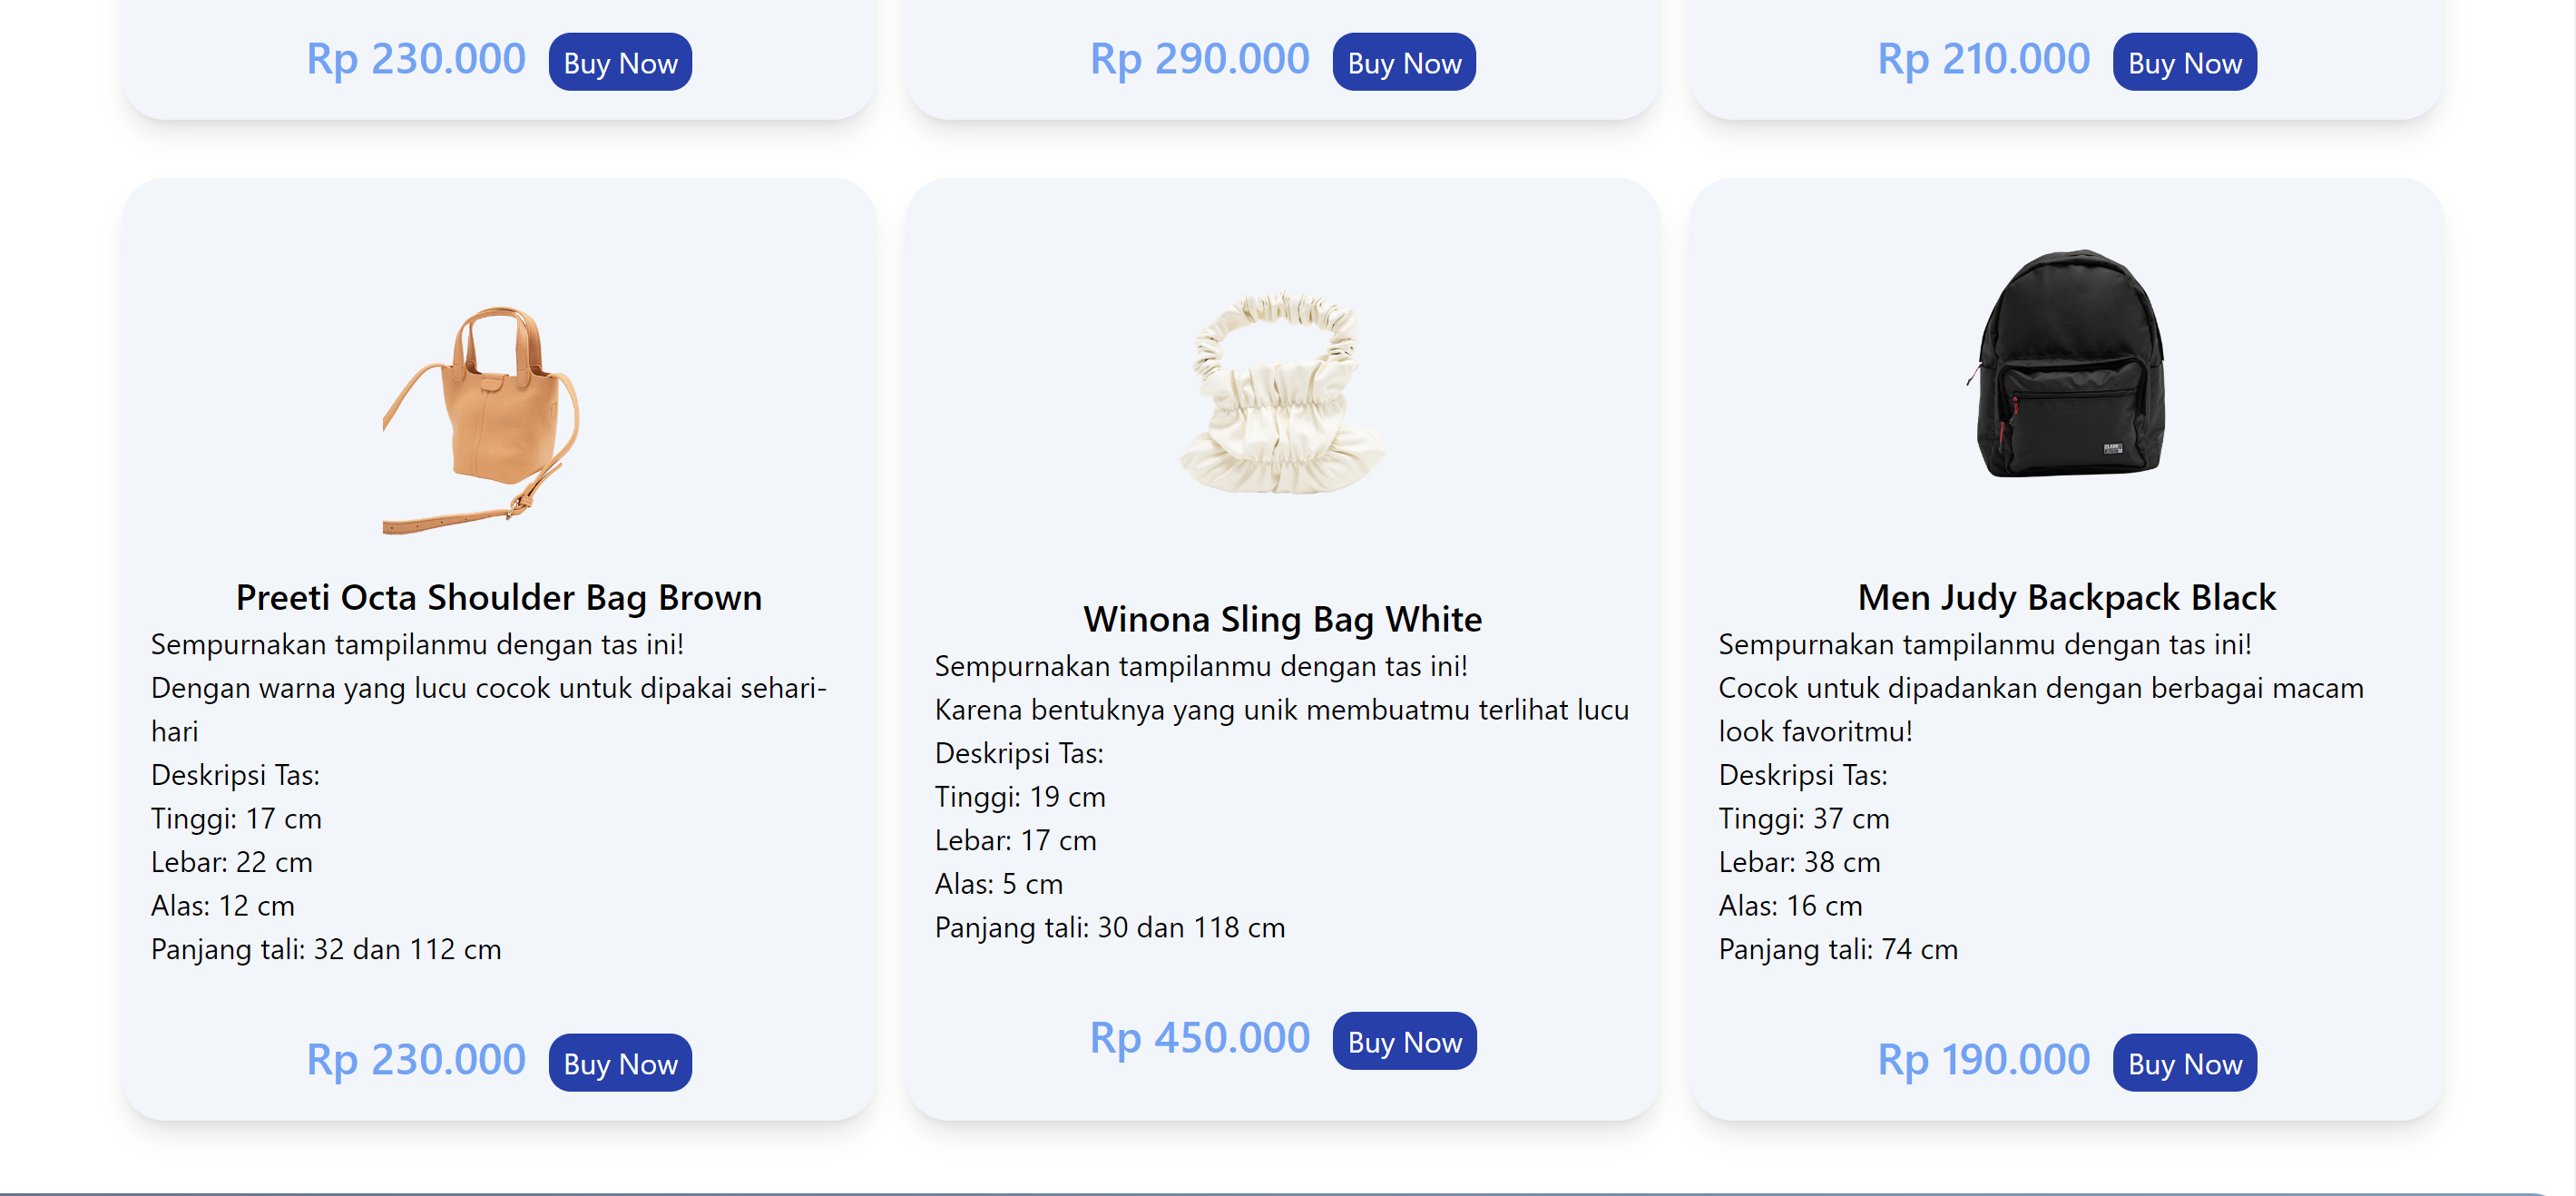 Rp 230.000 Buy Now
Rp 290.000 Buy Now
Rp 210.000 Buy Now
Preeti Octa Shoulder Bag Brown
Sempurnakan tampilanmu dengan tas ini!
Dengan warna yang lucu cocok untuk dipakai sehari-
hari
Deskripsi Tas:
Tinggi: 17 cm
Lebar: 22 cm
Alas: 12 cm
Panjang tali: 32 dan 112 cm
Rp 230.000 Buy Now
Winona Sling Bag White
Sempurnakan tampilanmu dengan tas ini!
Karena bentuknya yang unik membuatmu terlihat lucu
Deskripsi Tas:
Tinggi: 19 cm
Lebar: 17 cm
Alas: 5 cm
Panjang tali: 30 dan 118 cm
Rp 450.000 Buy Now
Men Judy Backpack Black
Sempurnakan tampilanmu dengan tas ini!
Cocok untuk dipadankan dengan berbagai macam
look favoritmu!
Deskripsi Tas:
Tinggi: 37 cm
Lebar: 38 cm
Alas: 16 cm
Panjang tali: 74 cm
Rp 190.000 Buy Now